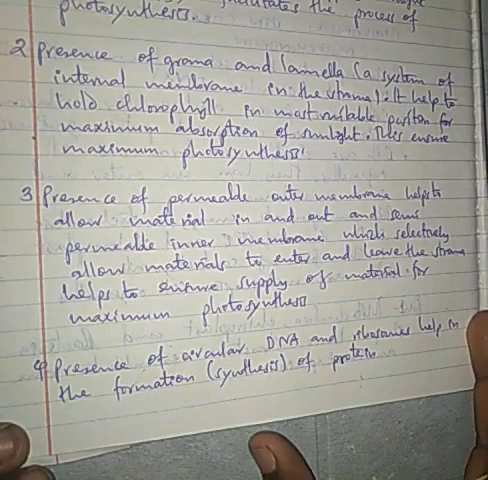 the process of
photosynthesis.
2 Presence of grana and lamella (a system of
internal membrane in the stroma). It help to
hold chlorophyll in most suitable position for
maximum absorption of sunlight. This ensure
maximum photosynthesis.
3 Presence of permeable outer membrane helps to
allow material in and out and semi
permeable inner membrane which selectively
allow materials to enter and leave the stroma
helps to ensure supply of material for
maximum photosynthesis
4 Presence of circular DNA and ribosomes help in
the formation (synthesis) of protein